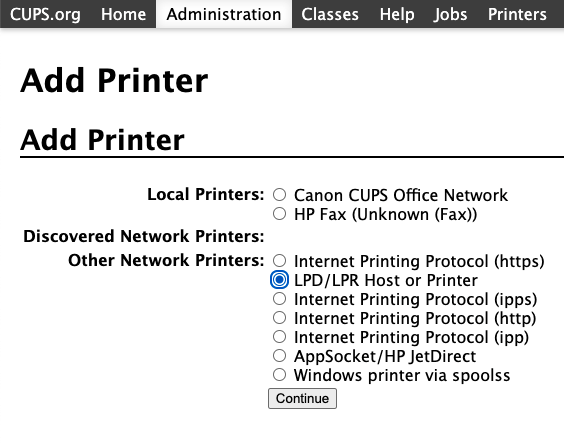 CUPS.org Home Administration Classes Help Jobs Printers
Add Printer
Add Printer
Local Printers: Canon CUPS Office Network
HP Fax (Unknown (Fax))
Discovered Network Printers:
Other Network Printers: Internet Printing Protocol (https)
LPD/LPR Host or Printer
Internet Printing Protocol (ipps)
Internet Printing Protocol (http)
Internet Printing Protocol (ipp)
AppSocket/HP JetDirect
Windows printer via spoolss
Continue